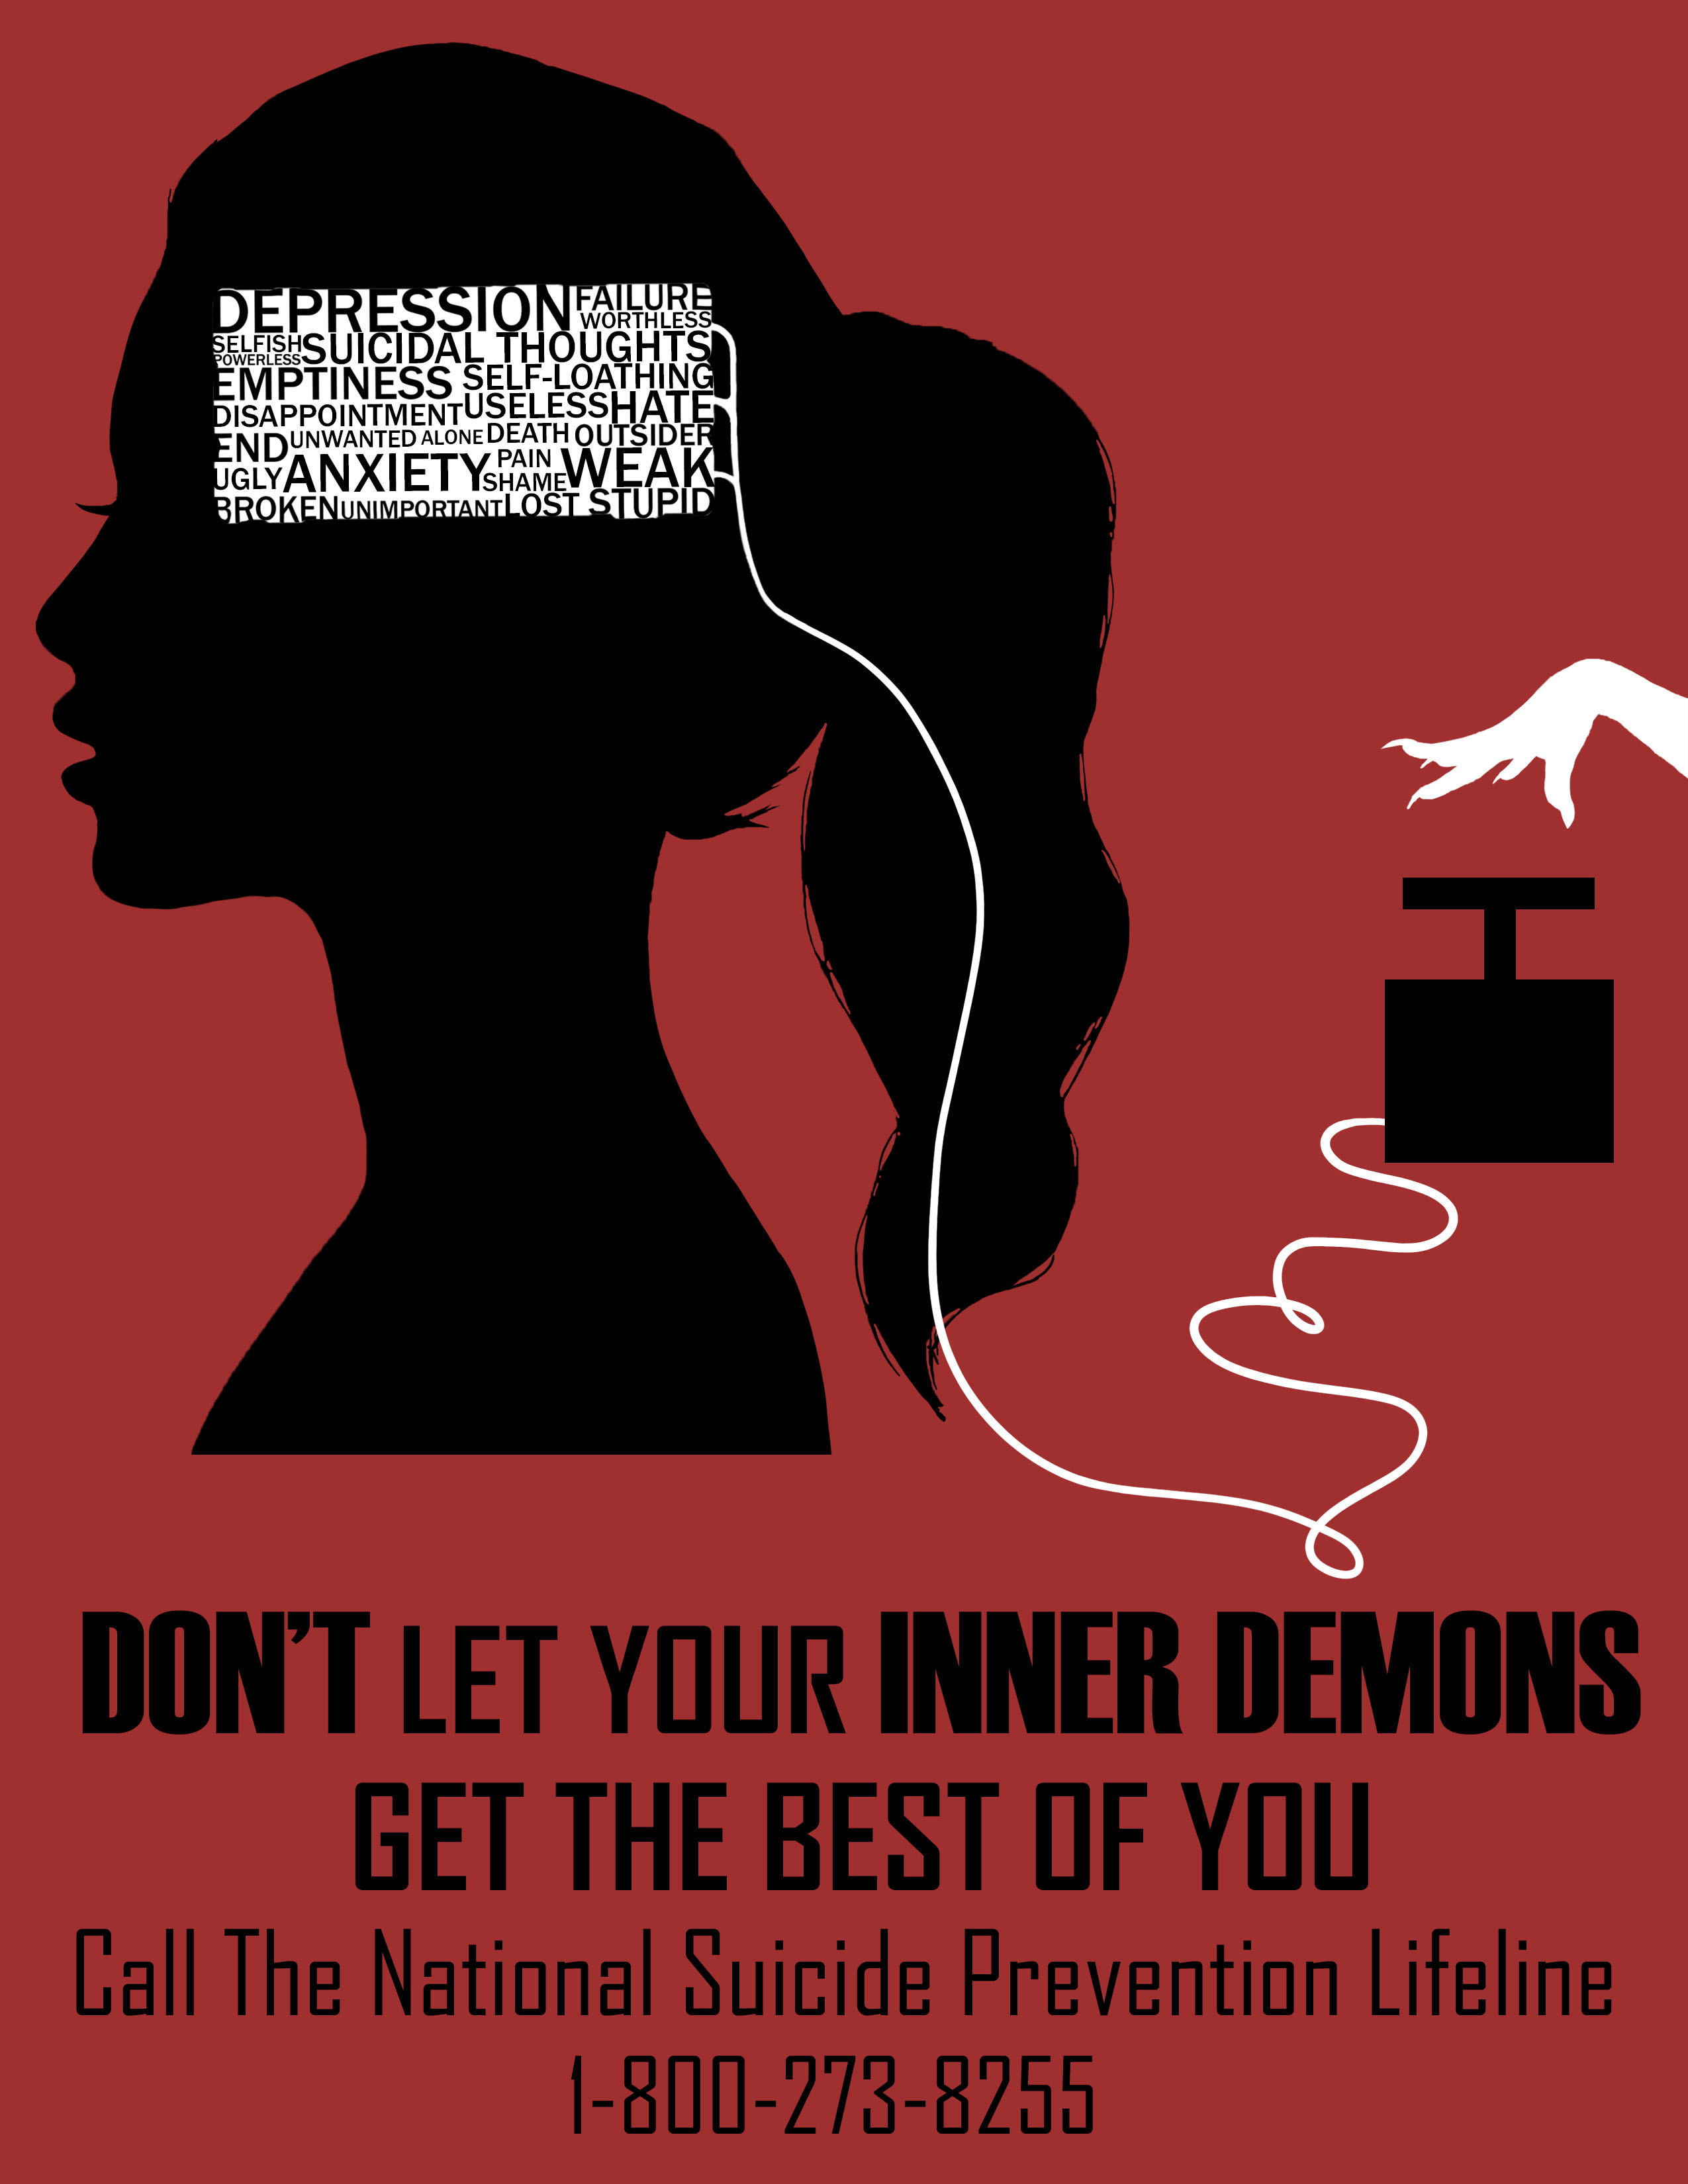 DEPRESSION FAILURE
WORTHLESS
SELFISH SUICIDAL THOUGHTS
POWERLESS
EMPTINESS SELF-LOATHING
DISAPPOINTMENT USELESS HATE
END UNWANTED ALONE DEATH OUTSIDER
UGLY ANXIETY PAIN WEAK
SHAME
BROKEN UNIMPORTANT LOST STUPID
DON'T LET YOUR INNER DEMONS
GET THE BEST OF YOU
Call The National Suicide Prevention Lifeline
1-800-273-8255